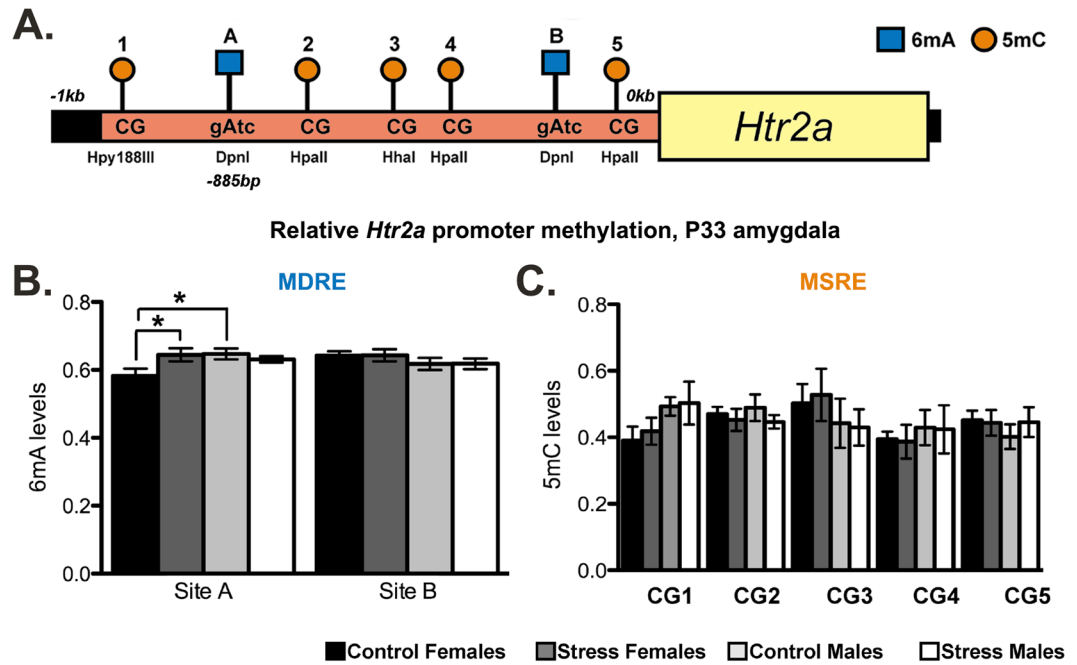 A.
1 A 2 3 4 B 5
6mA 5mC
-1kb 0kb
CG gAtc CG CG CG gAtc CG
Htr2a
Hpy188III DpnI HpaII HhaI HpaII DpnI HpaII
-885bp
Relative Htr2a promoter methylation, P33 amygdala
B.
MDRE
6mA levels
0.8
0.6
0.4
0.2
0.0
* *
Site A Site B
C.
MSRE
5mC levels
0.8
0.6
0.4
0.2
0.0
CG1 CG2 CG3 CG4 CG5
Control Females Stress Females Control Males Stress Males